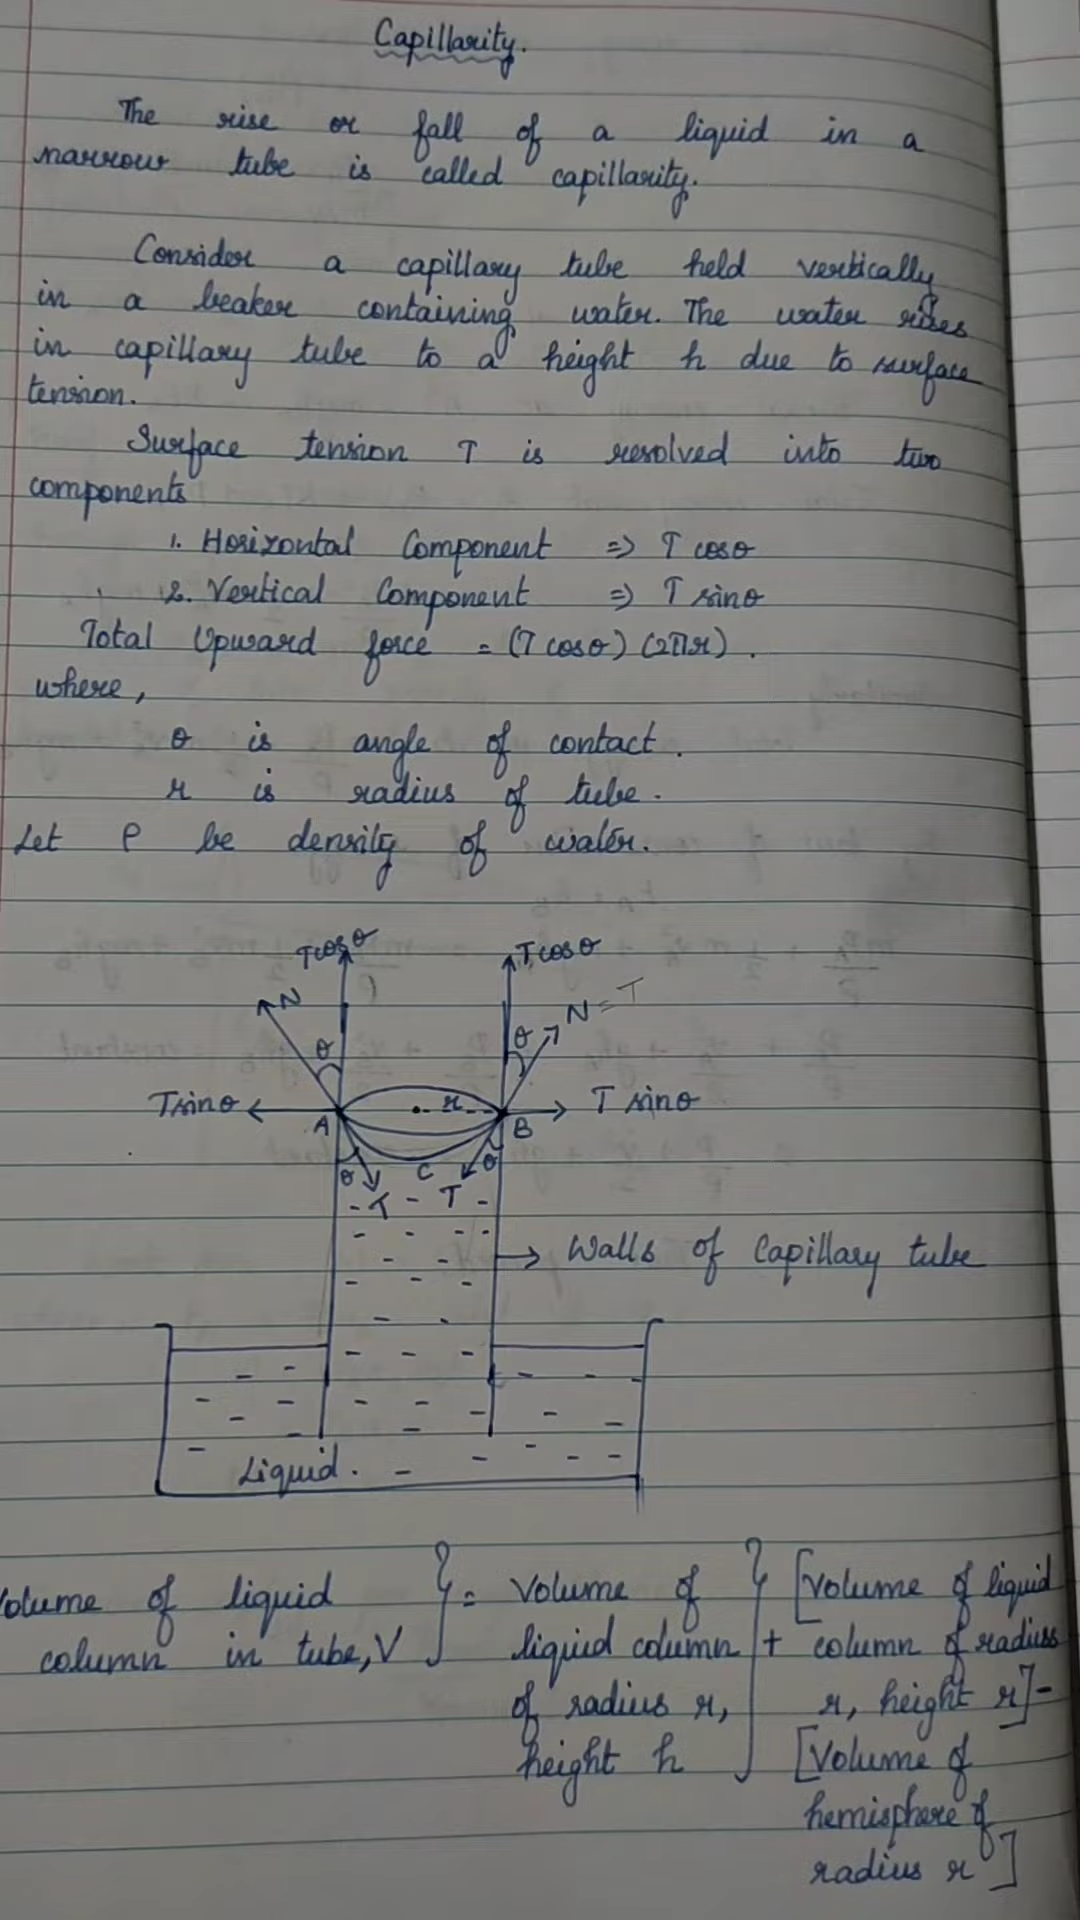 Capillarity.
The rise or fall of a liquid in a
narrow tube is called capillarity.
Consider a capillary tube held vertically
in a beaker containing water. The water rises
in capillary tube to a height h due to surface
tension.
Surface tension T is resolved into two
components
1. Horizontal Component => T cosθ
2. Vertical Component => T sinθ
Total Upward force = (T cosθ) (2πr).
where,
θ is angle of contact.
r is radius of tube.
Let ρ be density of water.
Tcosθ Tcosθ
N N = T
θ θ
Tsinθ r T sinθ
A B
θ C θ
T T
Walls of Capillary tube
Liquid.
Volume of liquid } = Volume of } [Volume of liquid
column in tube, V liquid column + column of radius
of radius r, r, height r] -
height h [Volume of
hemisphere of
radius r]